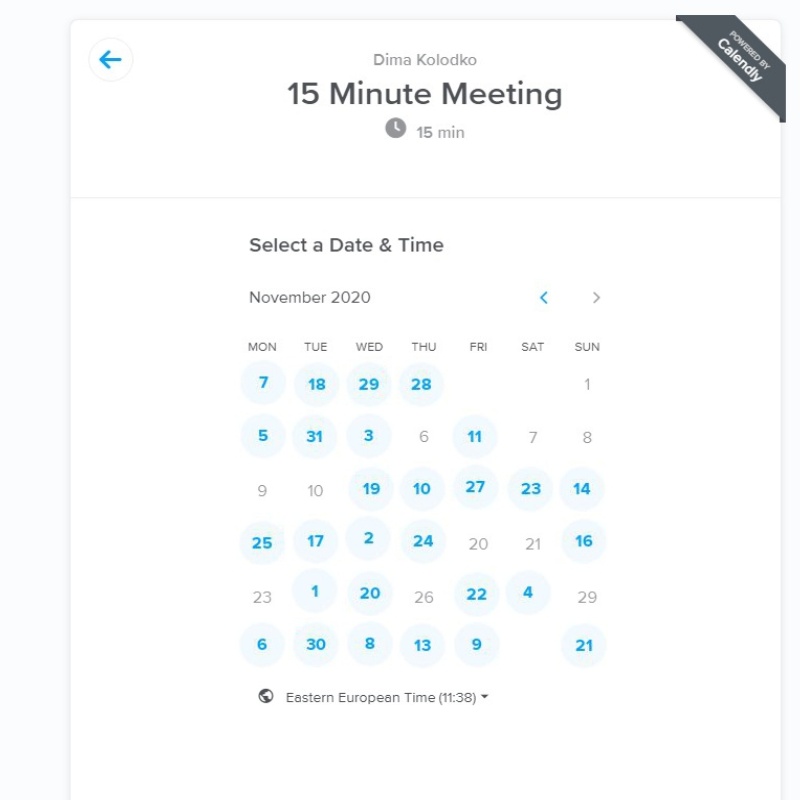 Dima Kolodko
POWERED BY
Calendly
15 Minute Meeting
15 min
Select a Date & Time
November 2020
MON TUE WED THU FRI SAT SUN
7 18 29 28 1
5 31 3 6 11 7 8
9 10 19 10 27 23 14
25 17 2 24 20 21 16
23 1 20 26 22 4 29
6 30 8 13 9 21
Eastern European Time (11:38)